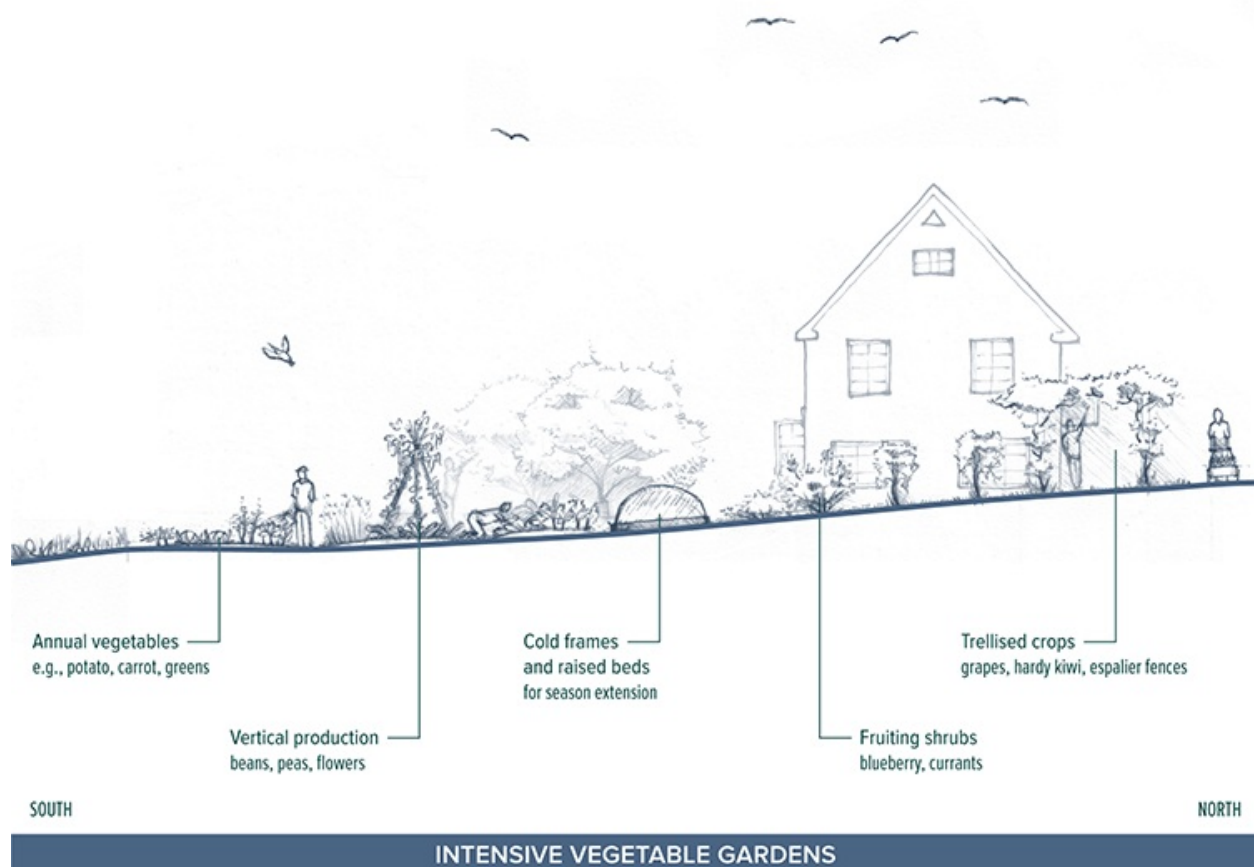 Annual vegetables
e.g., potato, carrot, greens
Vertical production
beans, peas, flowers
Cold frames
and raised beds
for season extension
Fruiting shrubs
blueberry, currants
Trellised crops
grapes, hardy kiwi, espalier fences
SOUTH
NORTH
INTENSIVE VEGETABLE GARDENS